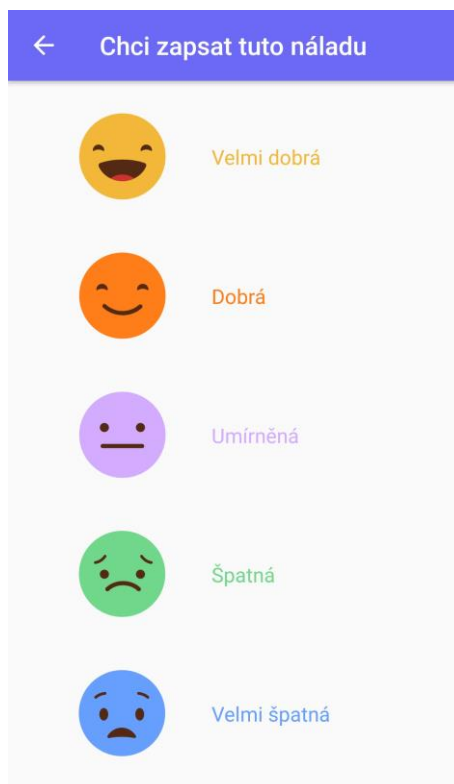 Chci zapsat tuto náladu
Velmi dobrá
Dobrá
Umírněná
Špatná
Velmi špatná